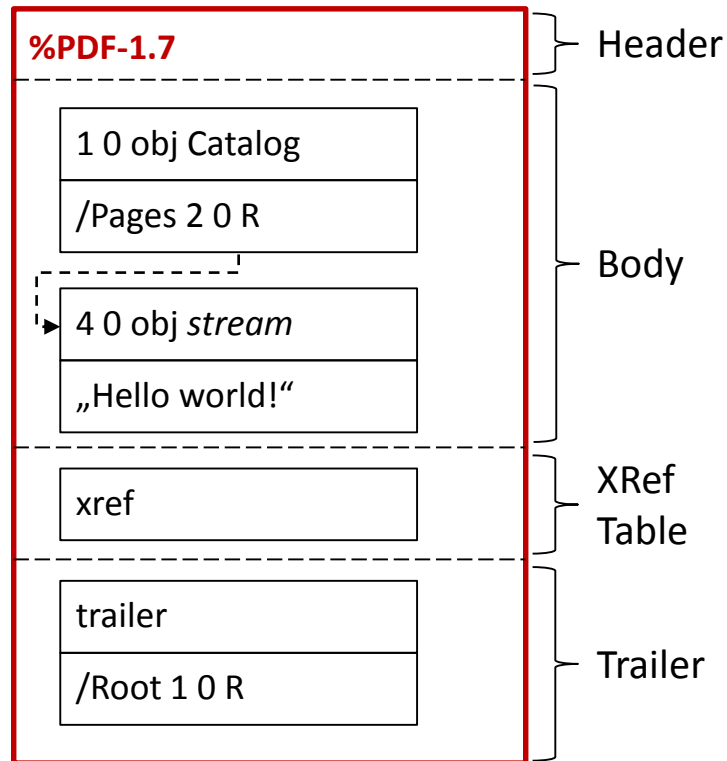 %PDF-1.7
Header
1 0 obj Catalog
/Pages 2 0 R
Body
4 0 obj stream
„Hello world!“
xref
XRef
Table
trailer
/Root 1 0 R
Trailer